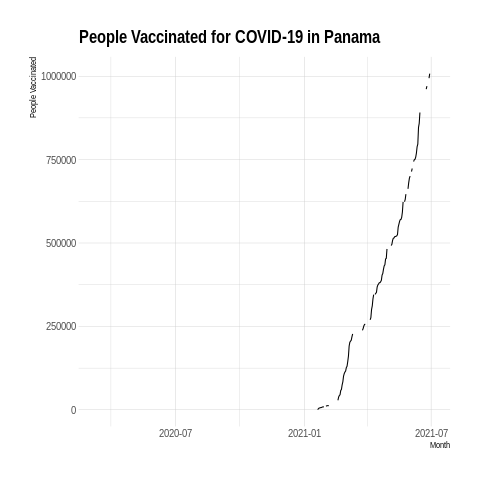 People Vaccinated for COVID-19 in Panama
People Vaccinated
1000000
750000
500000
250000
0
2020-07
2021-01
2021-07
Month